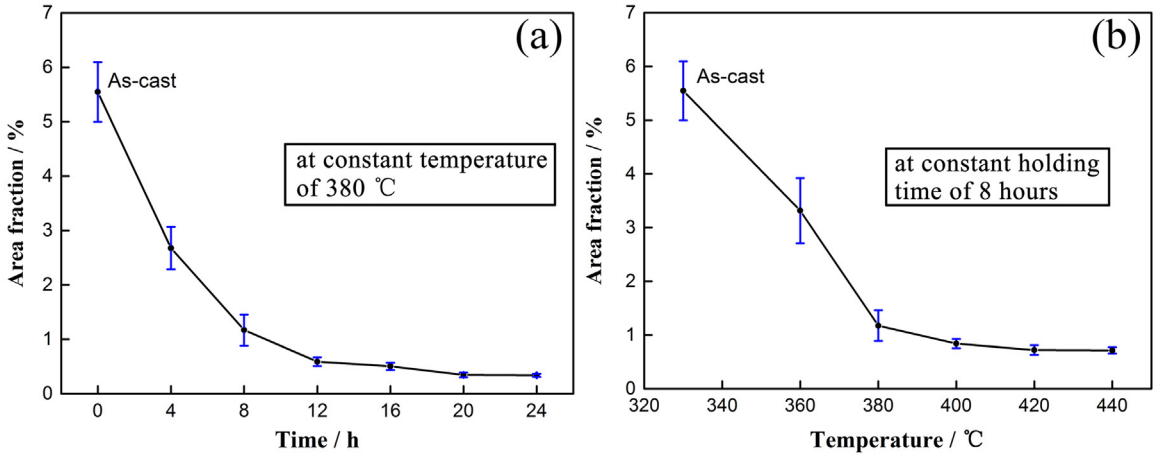 (a)
As-cast
at constant temperature
of 380 ℃
Area fraction / %
7
6
5
4
3
2
1
0
0 4 8 12 16 20 24
Time / h
(b)
As-cast
at constant holding
time of 8 hours
Area fraction / %
7
6
5
4
3
2
1
0
320 340 360 380 400 420 440
Temperature / ℃